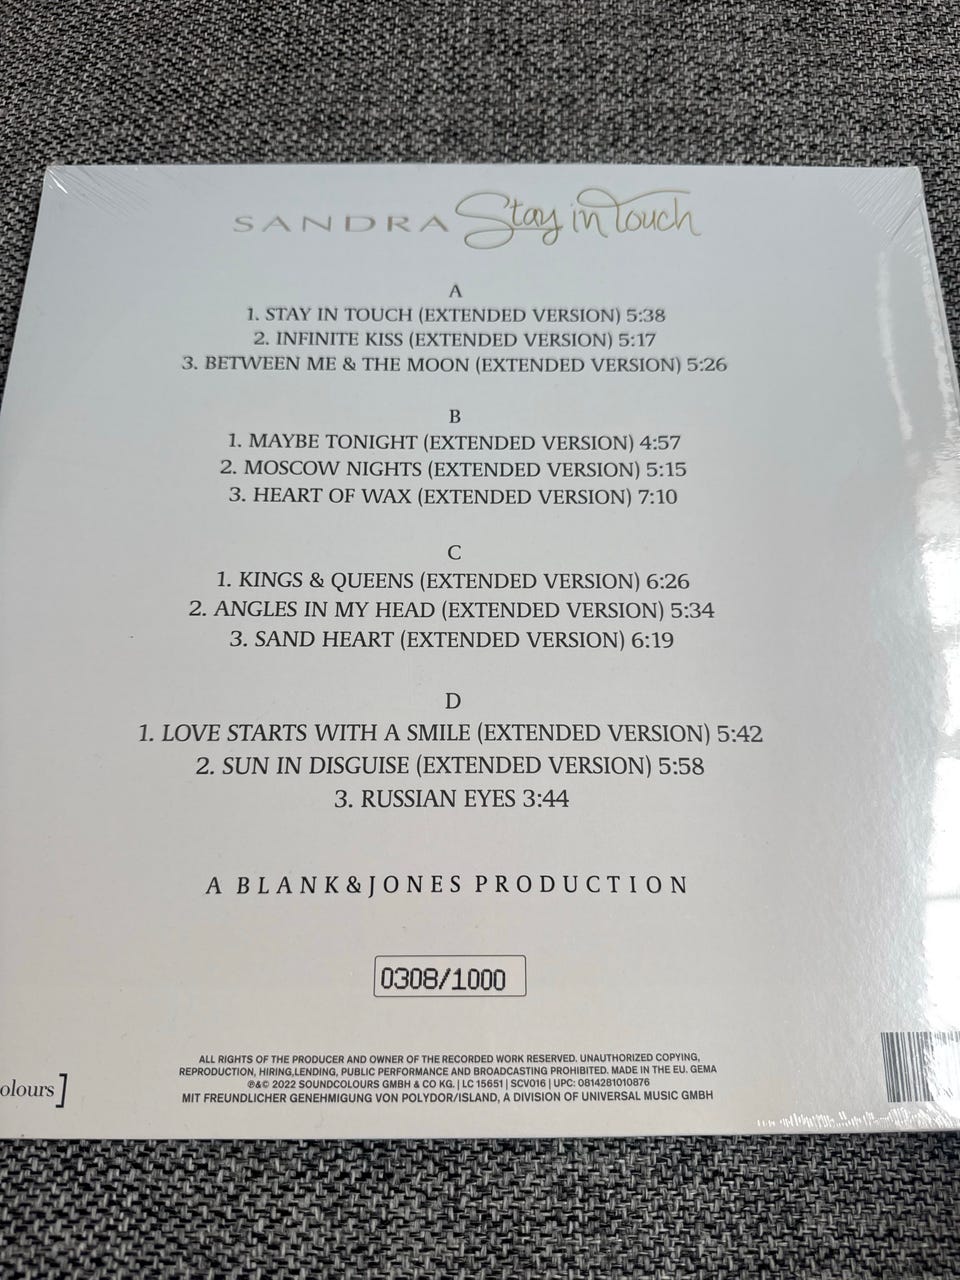 SANDRA Stay in Touch
A
1. STAY IN TOUCH (EXTENDED VERSION) 5:38
2. INFINITE KISS (EXTENDED VERSION) 5:17
3. BETWEEN ME & THE MOON (EXTENDED VERSION) 5:26
B
1. MAYBE TONIGHT (EXTENDED VERSION) 4:57
2. MOSCOW NIGHTS (EXTENDED VERSION) 5:15
3. HEART OF WAX (EXTENDED VERSION) 7:10
C
1. KINGS & QUEENS (EXTENDED VERSION) 6:26
2. ANGLES IN MY HEAD (EXTENDED VERSION) 5:34
3. SAND HEART (EXTENDED VERSION) 6:19
D
1. LOVE STARTS WITH A SMILE (EXTENDED VERSION) 5:42
2. SUN IN DISGUISE (EXTENDED VERSION) 5:58
3. RUSSIAN EYES 3:44
A BLANK&JONES PRODUCTION
0308/1000
ALL RIGHTS OF THE PRODUCER AND OWNER OF THE RECORDED WORK RESERVED. UNAUTHORIZED COPYING,
REPRODUCTION, HIRING,LENDING, PUBLIC PERFORMANCE AND BROADCASTING PROHIBITED. MADE IN THE EU. GEMA
℗&© 2022 SOUNDCOLOURS GMBH & CO KG. | LC 15651 | SCV016 | UPC: 0814281010876
MIT FREUNDLICHER GENEHMIGUNG VON POLYDOR/ISLAND, A DIVISION OF UNIVERSAL MUSIC GMBH
olours]